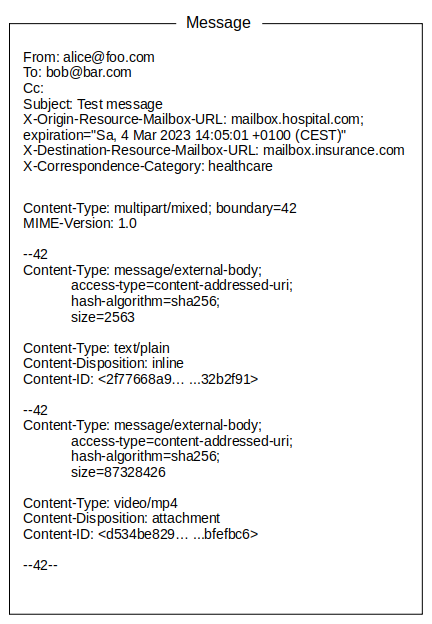 Message
From: alice@foo.com
To: bob@bar.com
Cc:
Subject: Test message
X-Origin-Resource-Mailbox-URL: mailbox.hospital.com;
expiration="Sa, 4 Mar 2023 14:05:01 +0100 (CEST)"
X-Destination-Resource-Mailbox-URL: mailbox.insurance.com
X-Correspondence-Category: healthcare
Content-Type: multipart/mixed; boundary=42
MIME-Version: 1.0
--42
Content-Type: message/external-body;
access-type=content-addressed-uri;
hash-algorithm=sha256;
size=2563
Content-Type: text/plain
Content-Disposition: inline
Content-ID: <2f77668a9... ...32b2f91>
--42
Content-Type: message/external-body;
access-type=content-addressed-uri;
hash-algorithm=sha256;
size=87328426
Content-Type: video/mp4
Content-Disposition: attachment
Content-ID: <d534be829... ...bfefbc6>
--42--